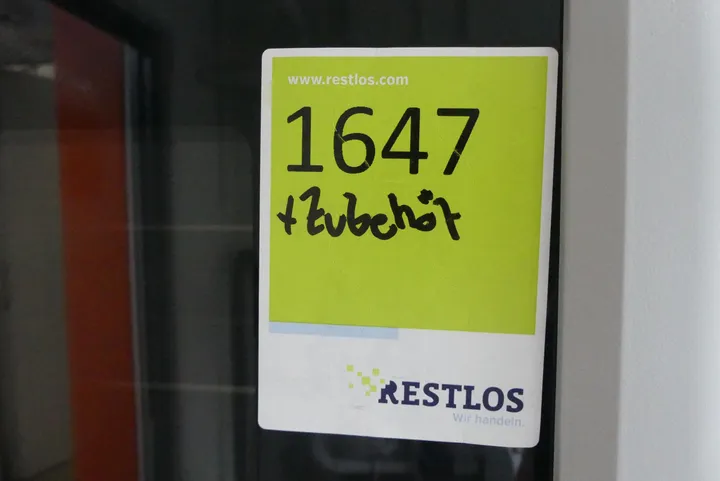 www.restlos.com
1647
+Zubehör
RESTLOS
Wir handeln.